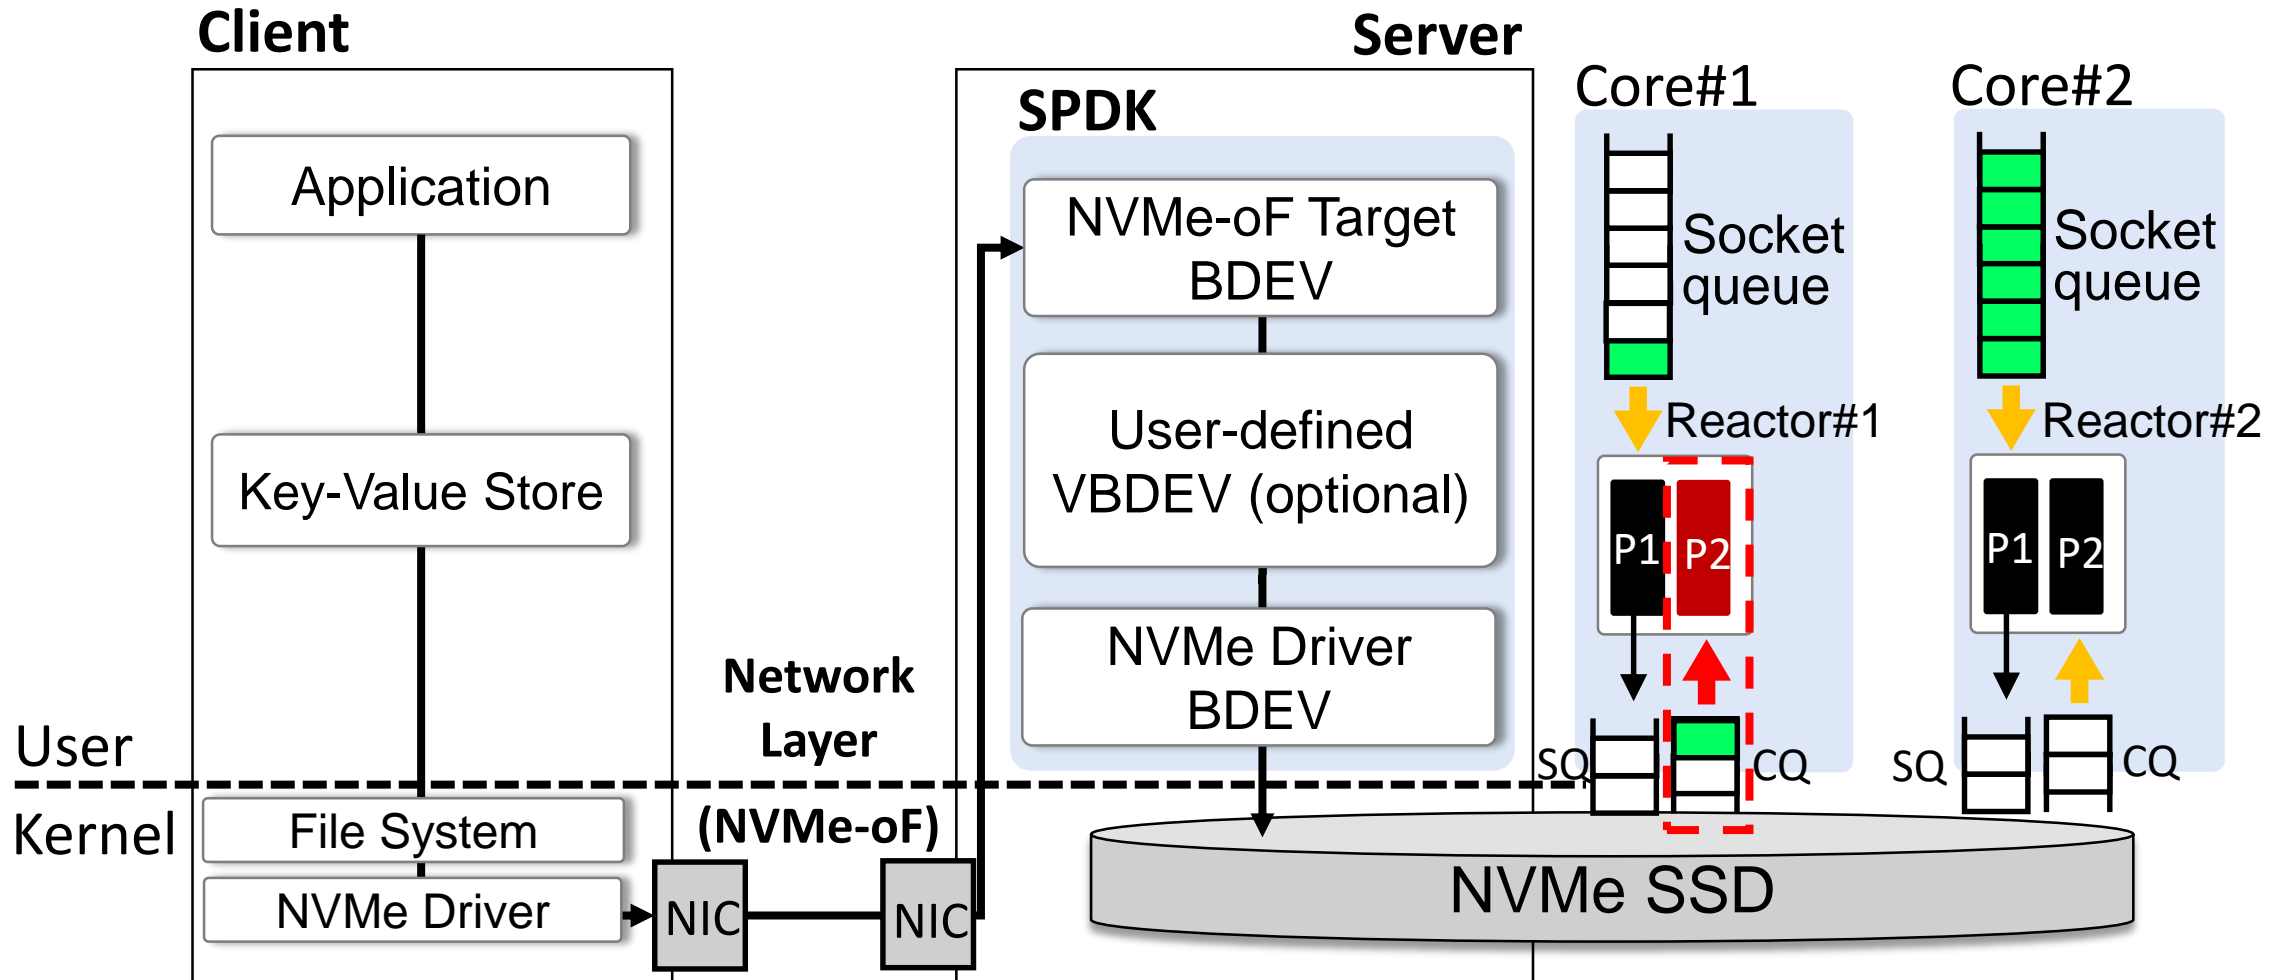 Client
Application
Key-Value Store
User
Kernel
File System
NVMe Driver
NIC
Network
Layer
(NVMe-oF)
NIC
Server
SPDK
NVMe-oF Target
BDEV
User-defined
VBDEV (optional)
NVMe Driver
BDEV
NVMe SSD
Core#1
Socket
queue
Reactor#1
P1
P2
SQ
CQ
Core#2
Socket
queue
Reactor#2
P1
P2
SQ
CQ